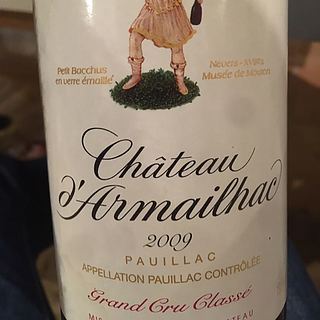 Petit Bacchus
en verre émaillé
Nevers - XVIIIe
Musée de Mouton
Château
d'Armailhac
2009
PAUILLAC
APPELLATION PAUILLAC CONTRÔLÉE
Grand Cru Classé